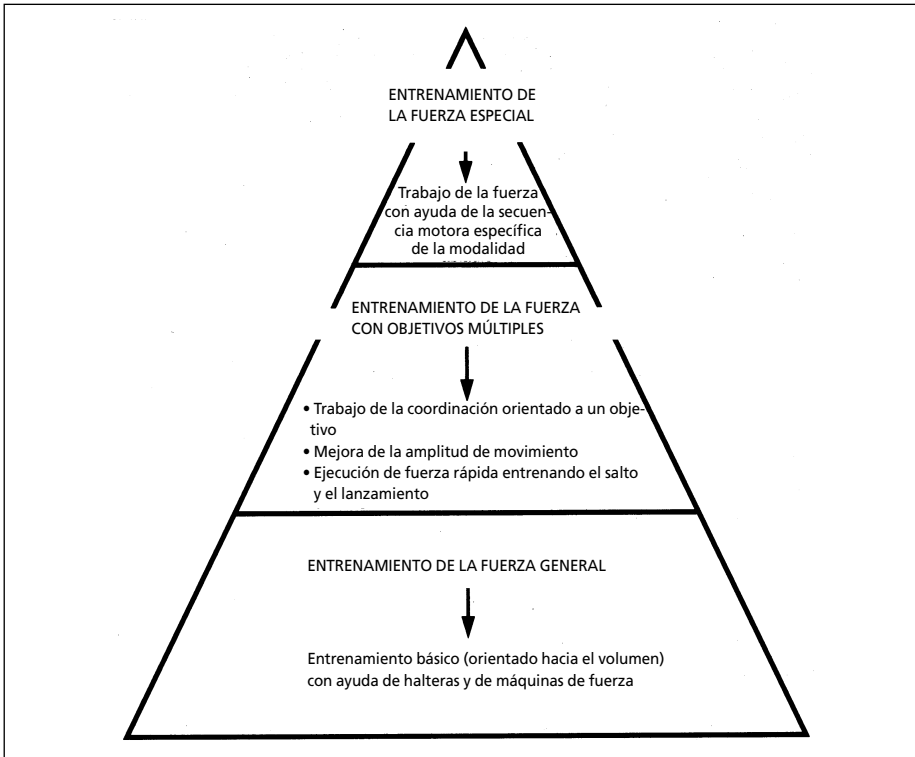 ENTRENAMIENTO DE
LA FUERZA ESPECIAL
Trabajo de la fuerza
con ayuda de la secuen-
cia motora específica
de la modalidad
ENTRENAMIENTO DE LA FUERZA
CON OBJETIVOS MÚLTIPLES
• Trabajo de la coordinación orientado a un obje-
tivo
• Mejora de la amplitud de movimiento
• Ejecución de fuerza rápida entrenando el salto
y el lanzamiento
ENTRENAMIENTO DE LA FUERZA GENERAL
Entrenamiento básico (orientado hacia el volumen)
con ayuda de halteras y de máquinas de fuerza